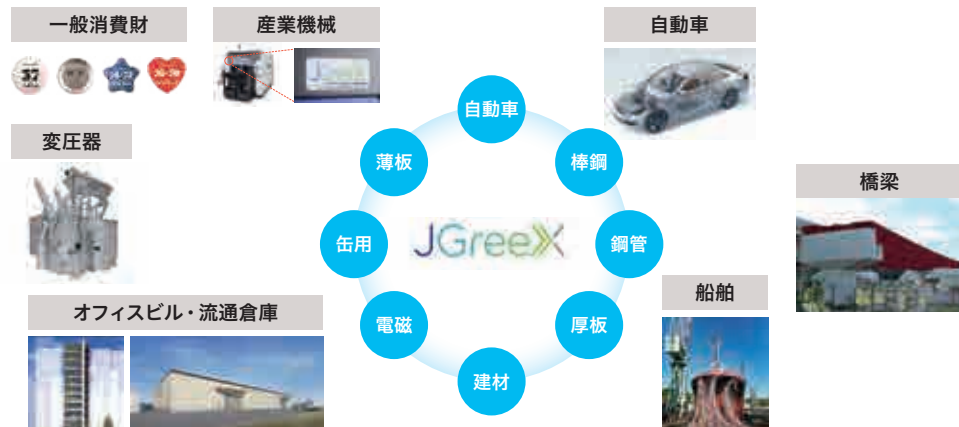 一般消費財
産業機械
自動車
変圧器
橋梁
オフィスビル・流通倉庫
船舶
自動車
棒鋼
鋼管
厚板
建材
電磁
缶用
薄板
JGreeX